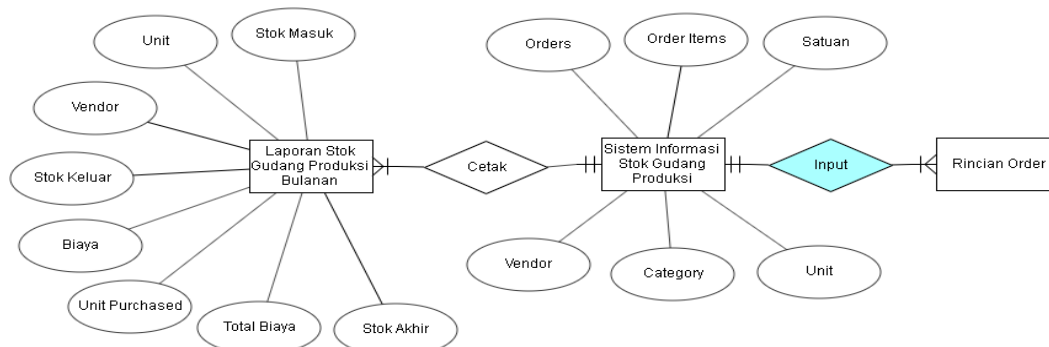 Stok Masuk
Unit
Vendor
Stok Keluar
Biaya
Unit Purchased
Total Biaya
Stok Akhir
Laporan Stok
Gudang Produksi
Bulanan
Cetak
Orders
Order Items
Satuan
Sistem Informasi
Stok Gudang
Produksi
Vendor
Category
Unit
Input
Rincian Order